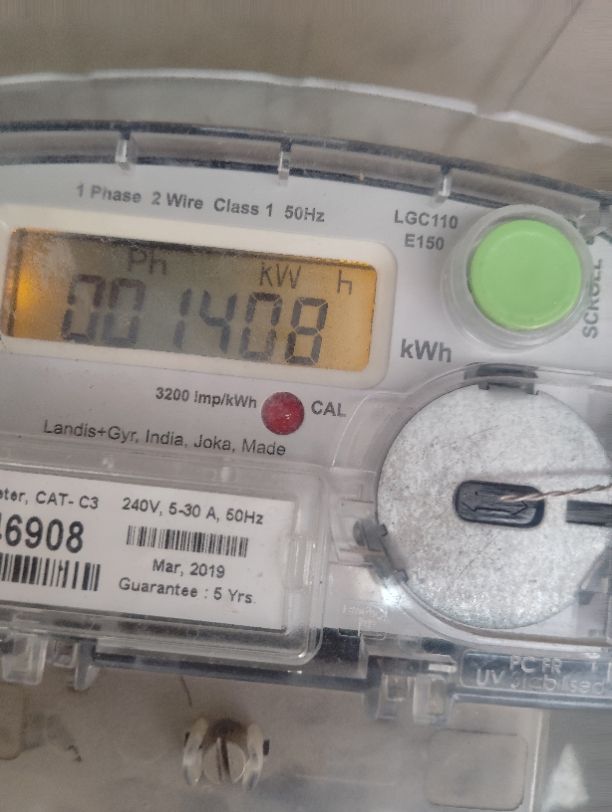 1 Phase 2 Wire Class 1 50Hz
LGC110
E150
SCROLL
Ph kW h
001408
kWh
3200 imp/kWh CAL
Landis+Gyr, India, Joka, Made
CAT- C3 240V, 5-30 A, 50Hz
6908
Mar, 2019
Guarantee : 5 Yrs.
PC FR
UV Stabilised